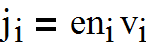 jᵢ = enᵢvᵢ